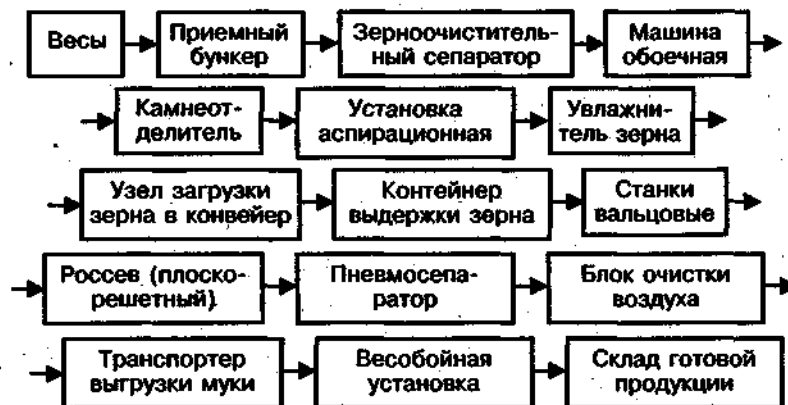 Весы
Приемный
бункер
Зерноочиститель-
ный сепаратор
Машина
обоечная
Камнеот-
делитель
Установка
аспирационная
Увлажни-
тель зерна
Узел загрузки
зерна в конвейер
Контейнер
выдержки зерна
Станки
вальцовые
Россев (плоско-
решетный)
Пневмосепа-
ратор
Блок очистки
воздуха
Транспортер
выгрузки муки
Весобойная
установка
Склад готовой
продукции